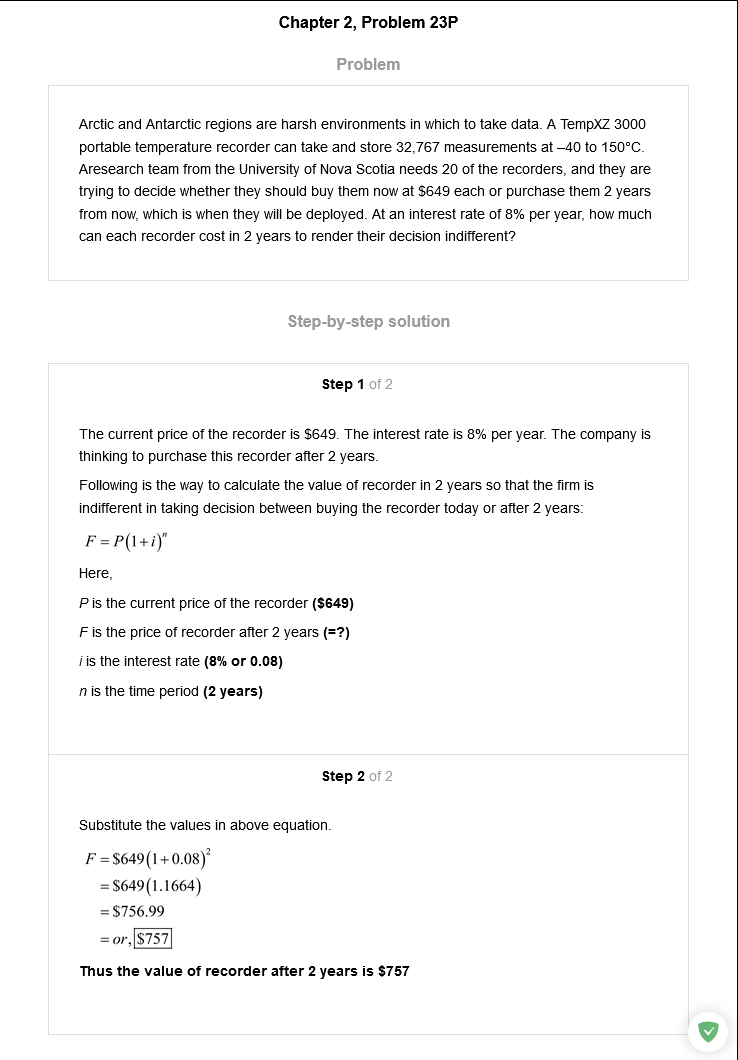 Chapter 2, Problem 23P
Problem
Arctic and Antarctic regions are harsh environments in which to take data. A TempXZ 3000
portable temperature recorder can take and store 32,767 measurements at –40 to 150°C.
Aresearch team from the University of Nova Scotia needs 20 of the recorders, and they are
trying to decide whether they should buy them now at $649 each or purchase them 2 years
from now, which is when they will be deployed. At an interest rate of 8% per year, how much
can each recorder cost in 2 years to render their decision indifferent?
Step-by-step solution
Step 1 of 2
The current price of the recorder is $649. The interest rate is 8% per year. The company is
thinking to purchase this recorder after 2 years.
Following is the way to calculate the value of recorder in 2 years so that the firm is
indifferent in taking decision between buying the recorder today or after 2 years:
F = P(1+i)ⁿ
Here,
P is the current price of the recorder ($649)
F is the price of recorder after 2 years (=?)
i is the interest rate (8% or 0.08)
n is the time period (2 years)
Step 2 of 2
Substitute the values in above equation.
F = $649(1+0.08)²
= $649(1.1664)
= $756.99
= or, $757
Thus the value of recorder after 2 years is $757